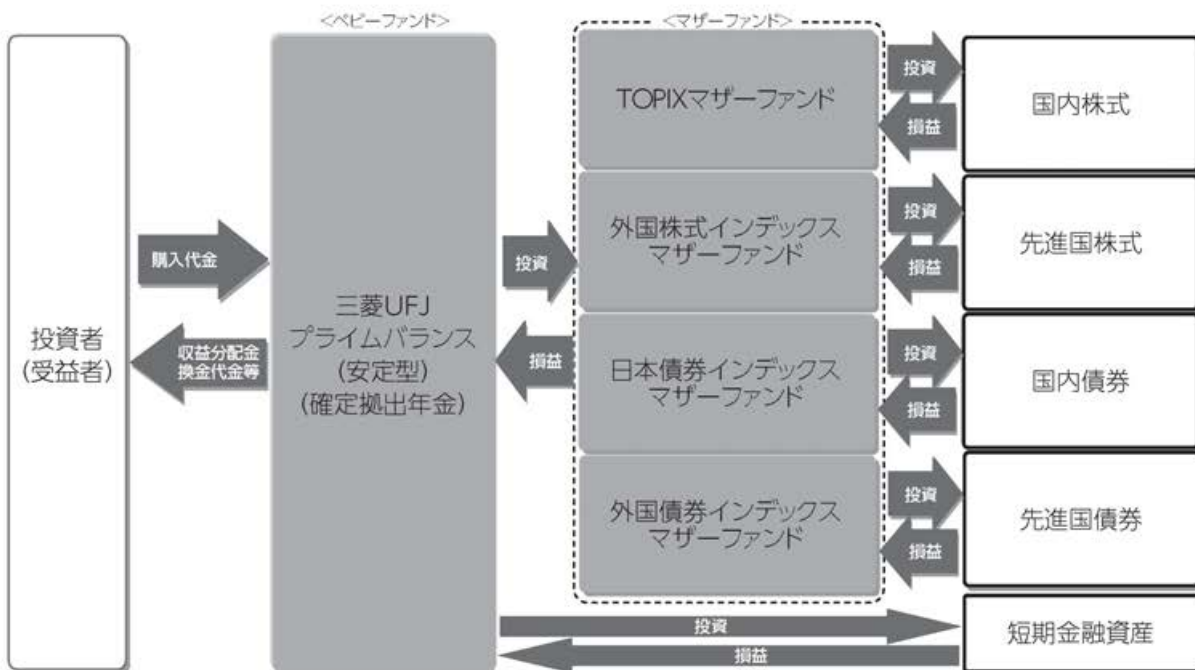 <ベビーファンド>
<マザーファンド>
投資者
(受益者)
購入代金
収益分配金
換金代金等
三菱UFJ
プライムバランス
(安定型)
(確定拠出年金)
投資
損益
TOPIXマザーファンド
投資
損益
国内株式
外国株式インデックス
マザーファンド
投資
損益
先進国株式
日本債券インデックス
マザーファンド
投資
損益
国内債券
外国債券インデックス
マザーファンド
投資
損益
先進国債券
投資
損益
短期金融資産